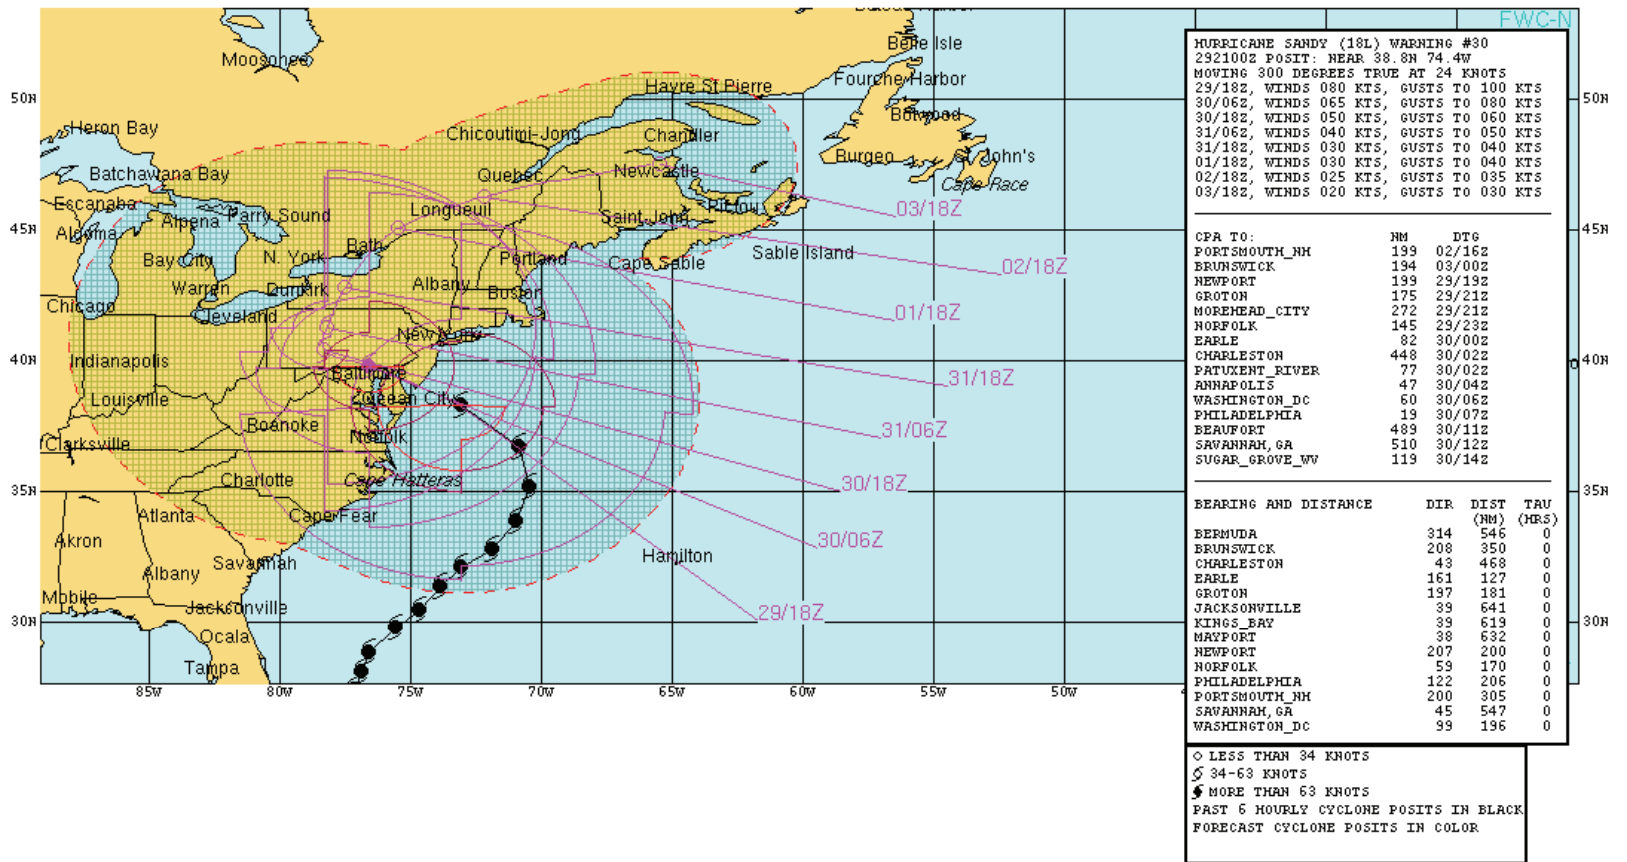 FWC-N
Belle Isle
Moosonee
Fourche-Harbor
Havre St Pierre
50N
50N
Botwood
Heron Bay
Chicoutimi-Jong
Chandler
Burgeo
St John's
Batchawana Bay
Quebec
Newcastle
Cape Race
Escanaba
Parry Sound
Longueuil
Pictou
03/18Z
Algoma
Alpena
Saint-John
45N
45N
Bath
Sable Island
Bay city
N. York
Portland
Cape Sable
02/18Z
Warren
Dunkirk
Albany
Boston
Chicago
Cleveland
New York
01/18Z
40N
Indianapolis
Baltimore
40N
0
31/18Z
Louisville
Ocean City
Roanoke
Norfolk
31/06Z
Clarksville
Charlotte
Cape Hatteras
30/18Z
35N
35N
Atlanta
Cape Fear
Akron
30/06Z
Savannah
Hamilton
Albany
Mobile
Jacksonville
29/18Z
30N
30N
Ocala
Tampa
85W 80W 75W 70W 65W 60W 55W 50W
HURRICANE SANDY (18L) WARNING #30
292100Z POSIT: NEAR 38.8N 74.4W
MOVING 300 DEGREES TRUE AT 24 KNOTS
29/18Z, WINDS 080 KTS, GUSTS TO 100 KTS
30/06Z, WINDS 065 KTS, GUSTS TO 080 KTS
30/18Z, WINDS 050 KTS, GUSTS TO 060 KTS
31/06Z, WINDS 040 KTS, GUSTS TO 050 KTS
31/18Z, WINDS 030 KTS, GUSTS TO 040 KTS
01/18Z, WINDS 030 KTS, GUSTS TO 040 KTS
02/18Z, WINDS 025 KTS, GUSTS TO 035 KTS
03/18Z, WINDS 020 KTS, GUSTS TO 030 KTS
CPA TO: NM DTG
PORTSMOUTH_NH 199 02/16Z
BRUNSWICK 194 03/00Z
NEWPORT 199 29/19Z
GROTON 175 29/21Z
MOREHEAD_CITY 272 29/21Z
NORFOLK 145 29/23Z
EARLE 82 30/00Z
CHARLESTON 448 30/02Z
PATUXENT_RIVER 77 30/02Z
ANNAPOLIS 47 30/04Z
WASHINGTON_DC 60 30/06Z
PHILADELPHIA 19 30/07Z
BEAUFORT 489 30/11Z
SAVANNAH,GA 510 30/12Z
SUGAR_GROVE_WV 119 30/14Z
BEARING AND DISTANCE DIR DIST TAU
(NM) (HRS)
BERMUDA 314 546 0
BRUNSWICK 208 350 0
CHARLESTON 43 468 0
EARLE 161 127 0
GROTON 197 181 0
JACKSONVILLE 39 641 0
KINGS_BAY 39 619 0
MAYPORT 38 632 0
NEWPORT 207 200 0
NORFOLK 59 170 0
PHILADELPHIA 122 206 0
PORTSMOUTH_NH 200 305 0
SAVANNAH,GA 45 547 0
WASHINGTON_DC 99 196 0
LESS THAN 34 KNOTS
34-63 KNOTS
MORE THAN 63 KNOTS
PAST 6 HOURLY CYCLONE POSITS IN BLACK
FORECAST CYCLONE POSITS IN COLOR